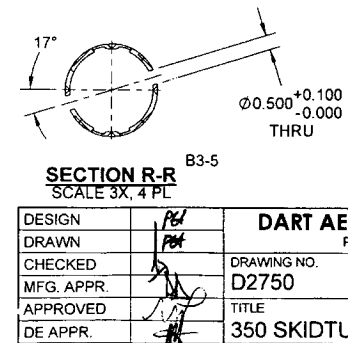 17°
Ø0.500 +0.100
-0.000
THRU
SECTION R-R B3-5
SCALE 3X, 4 PL
DESIGN
DRAWN
CHECKED
MFG. APPR.
APPROVED
DE APPR.
DART AE
DRAWING NO.
D2750
TITLE
350 SKIDTU